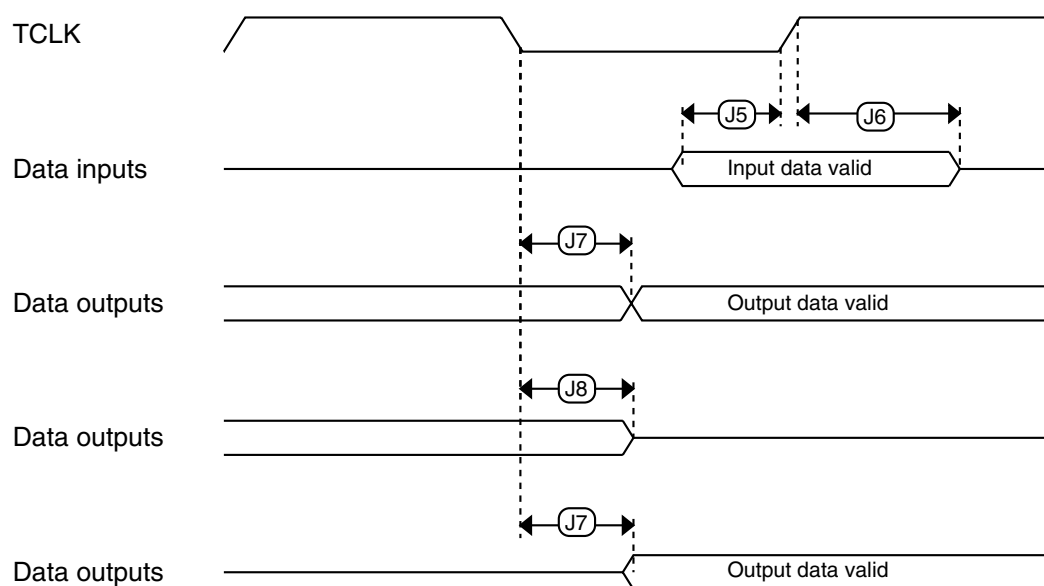 TCLK
J5
J6
Data inputs
Input data valid
J7
Data outputs
Output data valid
J8
Data outputs
J7
Data outputs
Output data valid